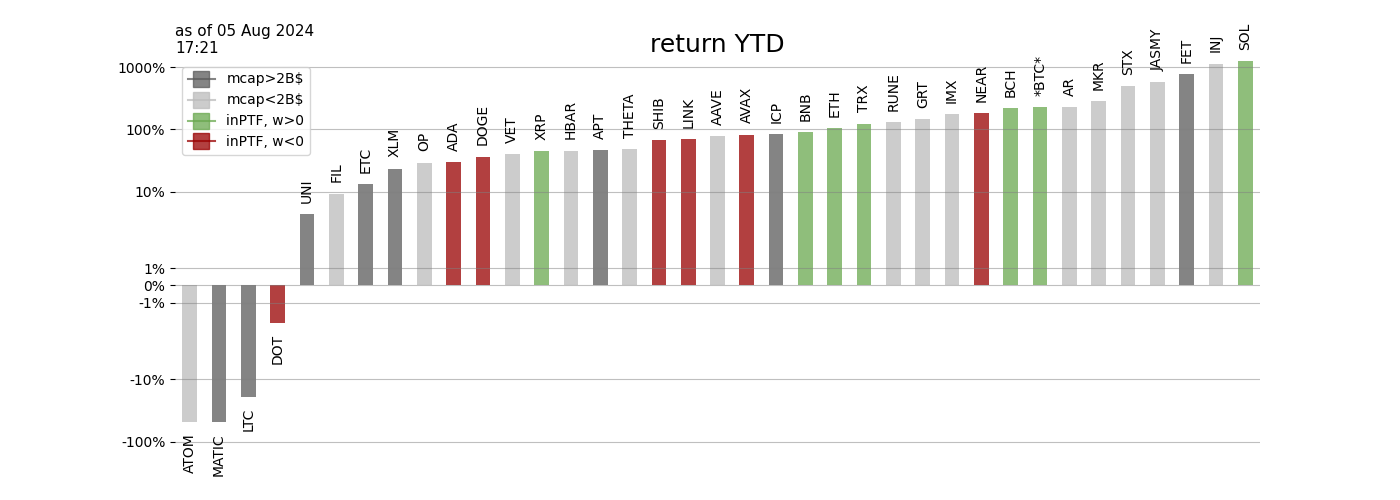 as of 05 Aug 2024
17:21
return YTD
mcap>2B$
mcap<2B$
inPTF, w>0
inPTF, w<0
1000%
100%
10%
1%
0%
-1%
-10%
-100%
ATOM
MATIC
LTC
DOT
UNI
FIL
ETC
XLM
OP
ADA
DOGE
VET
XRP
HBAR
APT
THETA
SHIB
LINK
AAVE
AVAX
ICP
BNB
ETH
TRX
RUNE
GRT
IMX
NEAR
BCH
*BTC*
AR
MKR
STX
JASMY
FET
INJ
SOL